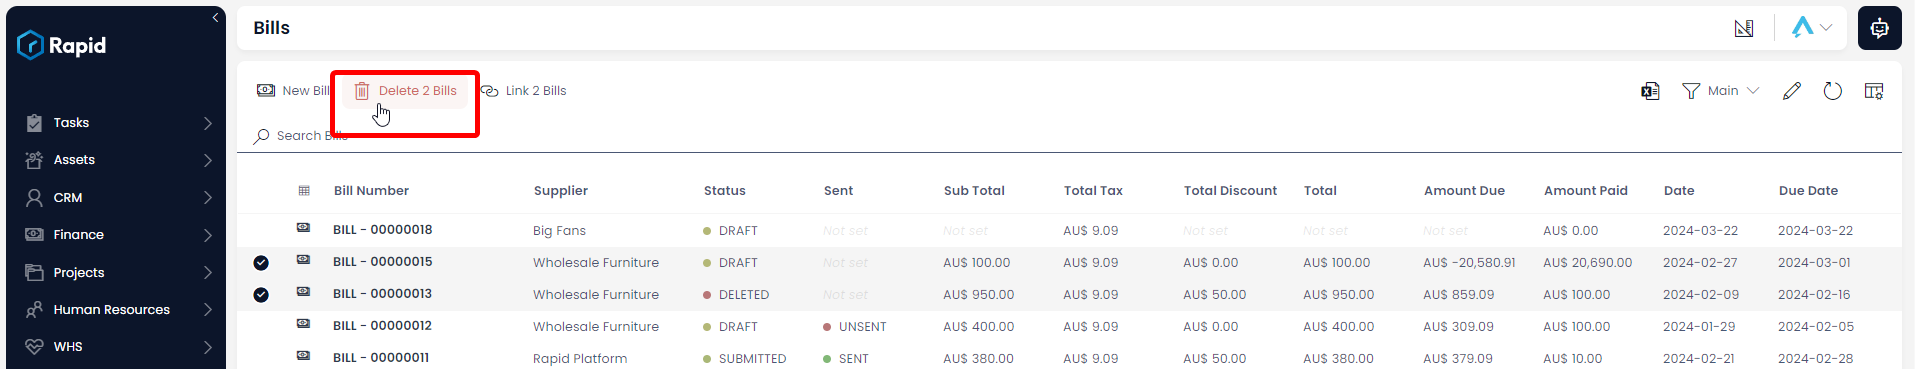 Rapid
Bills
New Bill Delete 2 Bills Link 2 Bills Main
Search Bills
Tasks
Assets
CRM
Finance
Projects
Human Resources
WHS
Bill Number Supplier Status Sent Sub Total Total Tax Total Discount Total Amount Due Amount Paid Date Due Date
BILL - 00000018 Big Fans DRAFT Not set Not set AU$ 9.09 Not set Not set Not set AU$ 0.00 2024-03-22 2024-03-22
BILL - 00000015 Wholesale Furniture DRAFT Not set AU$ 100.00 AU$ 9.09 AU$ 0.00 AU$ 100.00 AU$ -20,580.91 AU$ 20,690.00 2024-02-27 2024-03-01
BILL - 00000013 Wholesale Furniture DELETED Not set AU$ 950.00 AU$ 9.09 AU$ 50.00 AU$ 950.00 AU$ 859.09 AU$ 100.00 2024-02-09 2024-02-16
BILL - 00000012 Wholesale Furniture DRAFT UNSENT AU$ 400.00 AU$ 9.09 AU$ 0.00 AU$ 400.00 AU$ 309.09 AU$ 100.00 2024-01-29 2024-02-05
BILL - 00000011 Rapid Platform SUBMITTED SENT AU$ 380.00 AU$ 9.09 AU$ 50.00 AU$ 380.00 AU$ 379.09 AU$ 10.00 2024-02-21 2024-02-28